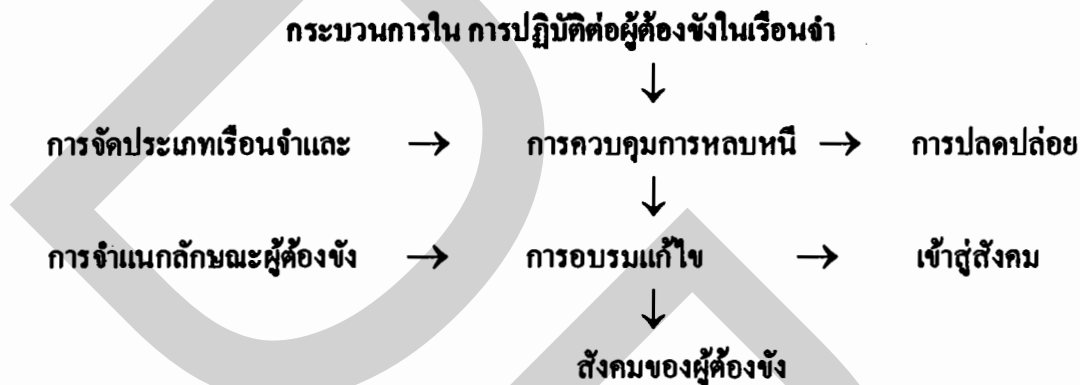 กระบวนการใน การปฏิบัติต่อผู้ต้องขังในเรือนจำ
↓
การจัดประเภทเรือนจำและ → การควบคุมการหลบหนี → การปลดปล่อย
↓
การจำแนกลักษณะผู้ต้องขัง → การอบรมแก้ไข → เข้าสู่สังคม
↓
สังคมของผู้ต้องขัง